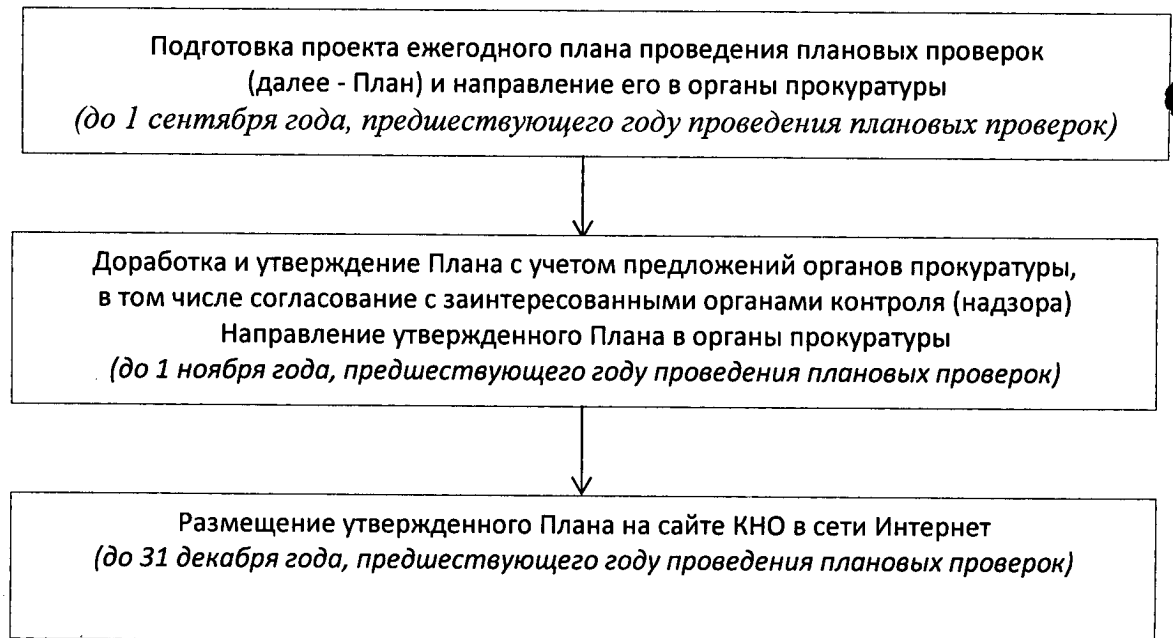 Подготовка проекта ежегодного плана проведения плановых проверок
(далее - План) и направление его в органы прокуратуры
(до 1 сентября года, предшествующего году проведения плановых проверок)
Доработка и утверждение Плана с учетом предложений органов прокуратуры,
в том числе согласование с заинтересованными органами контроля (надзора)
Направление утвержденного Плана в органы прокуратуры
(до 1 ноября года, предшествующего году проведения плановых проверок)
Размещение утвержденного Плана на сайте КНО в сети Интернет
(до 31 декабря года, предшествующего году проведения плановых проверок)